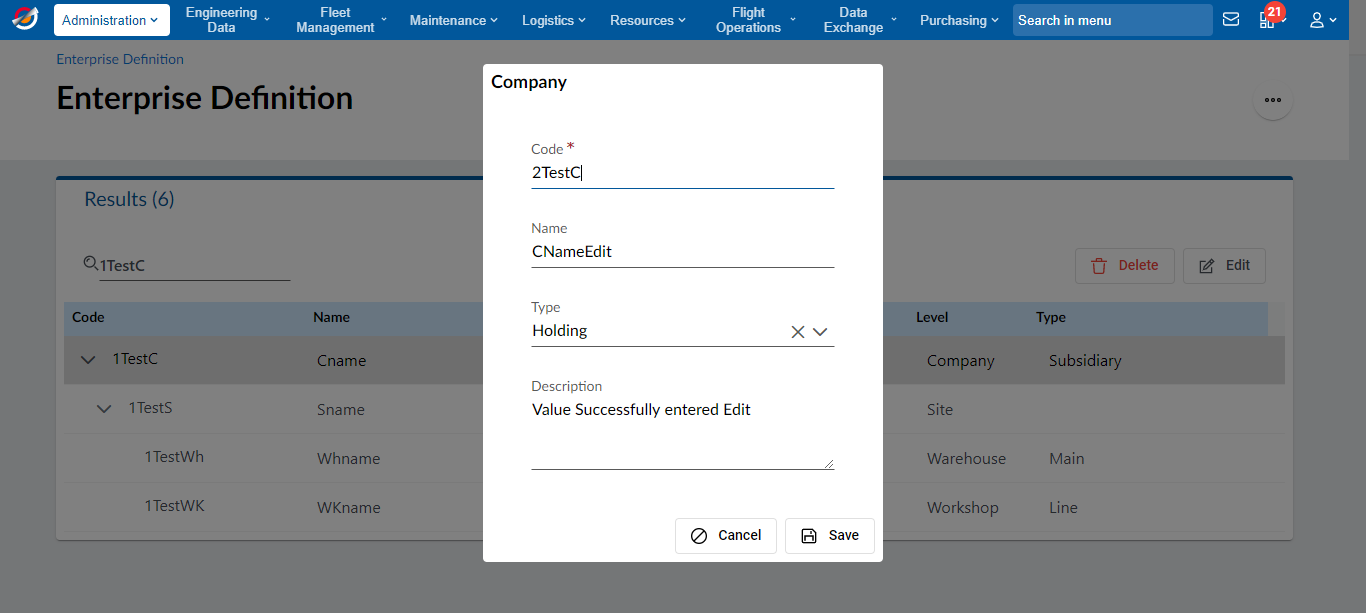 Administration
Engineering Data
Fleet Management
Maintenance
Logistics
Resources
Flight Operations
Data Exchange
Purchasing
Search in menu
21
Enterprise Definition
Enterprise Definition
Company
Code *
2TestC
Name
CNameEdit
Type
Holding
Description
Value Successfully entered Edit
Cancel
Save
Results (6)
1TestC
Delete
Edit
Code
Name
Level
Type
1TestC
Cname
Company
Subsidiary
1TestS
Sname
Site
1TestWh
Whname
Warehouse
Main
1TestWK
WKname
Workshop
Line